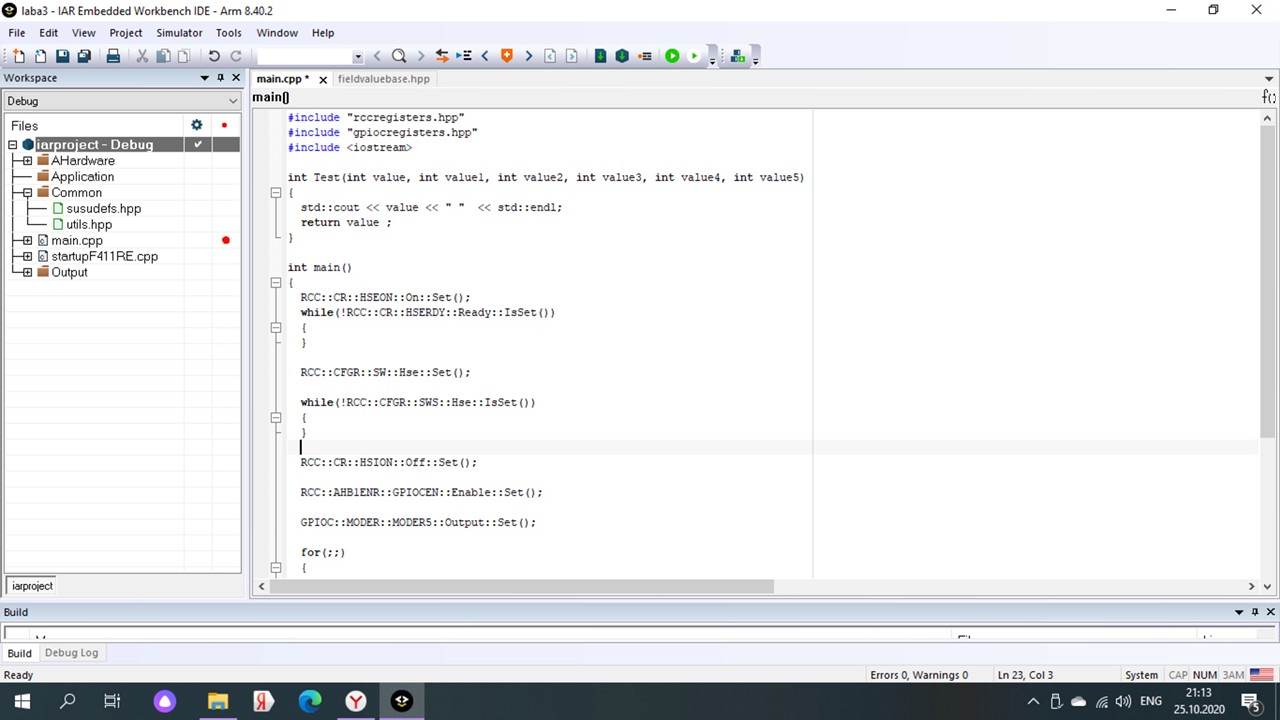 laba3 - IAR Embedded Workbench IDE - Arm 8.40.2
File Edit View Project Simulator Tools Window Help
Workspace
main.cpp * fieldvaluebase.hpp
Debug
main()
f()
Files
iarproject - Debug
AHardware
Application
Common
susudefs.hpp
utils.hpp
main.cpp
startupF411RE.cpp
Output
#include "rccregisters.hpp"
#include "gpiocregisters.hpp"
#include <iostream>
int Test(int value, int value1, int value2, int value3, int value4, int value5)
{
std::cout << value << " " << std::endl;
return value ;
}
int main()
{
RCC::CR::HSEON::On::Set();
while(!RCC::CR::HSERDY::Ready::IsSet())
{
}
RCC::CFGR::SW::Hse::Set();
while(!RCC::CFGR::SWS::Hse::IsSet())
{
}
RCC::CR::HSION::Off::Set();
RCC::AHB1ENR::GPIOCEN::Enable::Set();
GPIOC::MODER::MODER5::Output::Set();
for(;;)
{
iarproject
Build
Build Debug Log
Ready Errors 0, Warnings 0 Ln 23, Col 3 System CAP NUM ЗАМ
ENG
21:13
25.10.2020
5